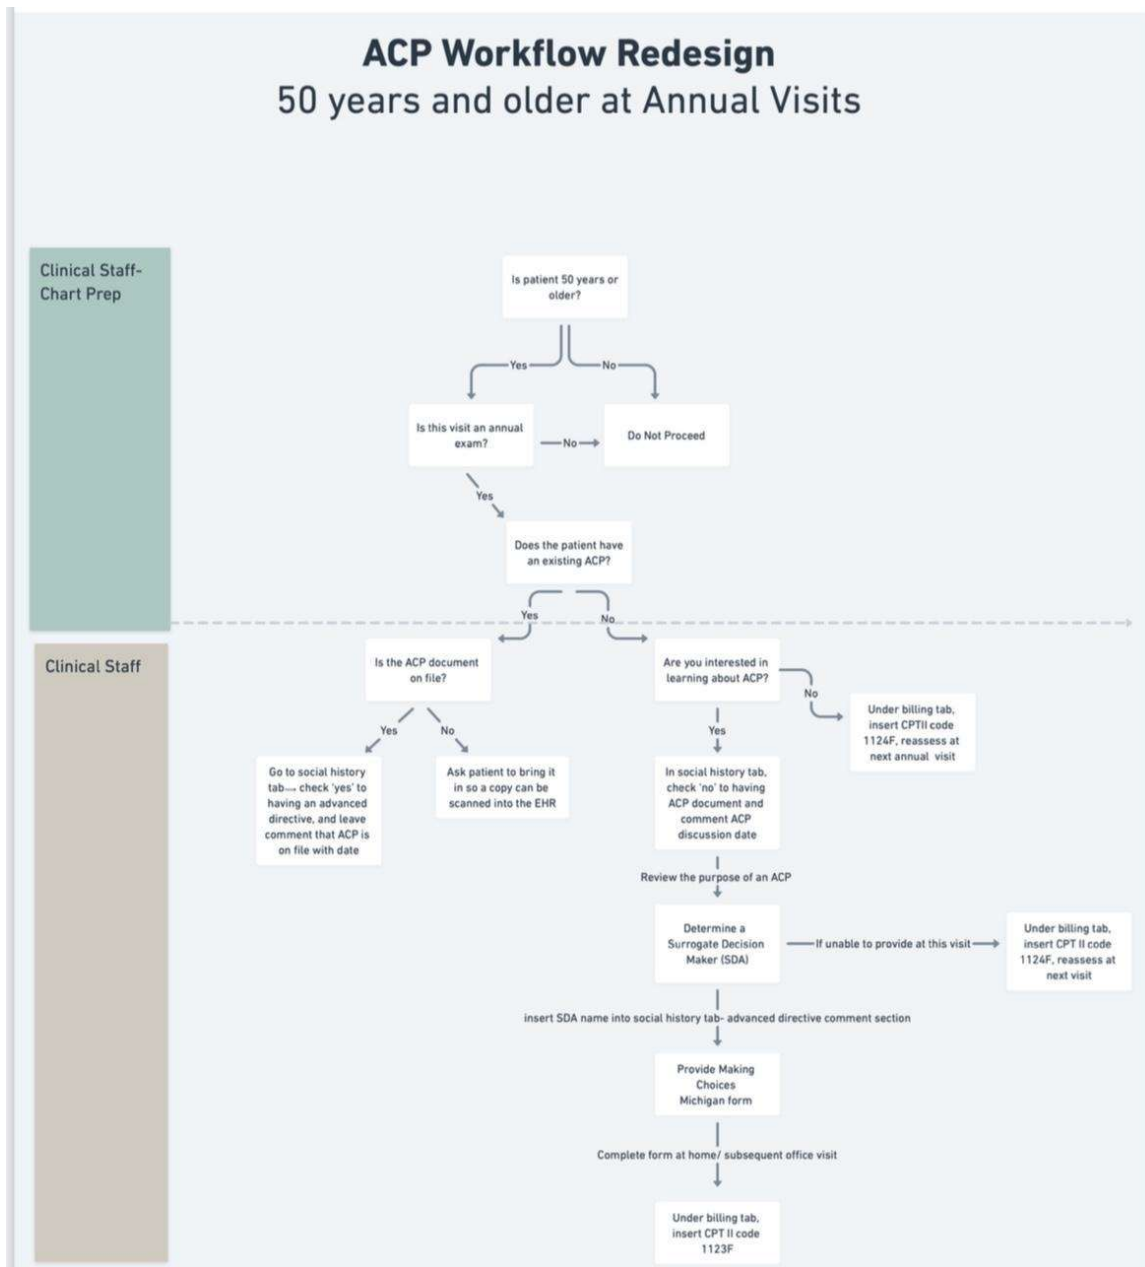 ACP Workflow Redesign
50 years and older at Annual Visits
Clinical Staff-
Chart Prep
Is patient 50 years or
older?
Yes
No
Is this visit an annual
exam?
No
Do Not Proceed
Yes
Does the patient have
an existing ACP?
Yes
No
Clinical Staff
Is the ACP document
on file?
Are you interested in
learning about ACP?
No
Under billing tab,
insert CPTII code
1124F, reassess at
next annual visit
Yes
No
Yes
Go to social history
tab→ check 'yes' to
having an advanced
directive, and leave
comment that ACP is
on file with date
Ask patient to bring it
in so a copy can be
scanned into the EHR
In social history tab,
check 'no' to having
ACP document and
comment ACP
discussion date
Review the purpose of an ACP
Determine a
Surrogate Decision
Maker (SDA)
If unable to provide at this visit
Under billing tab,
insert CPT II code
1124F, reassess at
next visit
insert SDA name into social history tab- advanced directive comment section
Provide Making
Choices
Michigan form
Complete form at home/ subsequent office visit
Under billing tab,
insert CPT II code
1123F